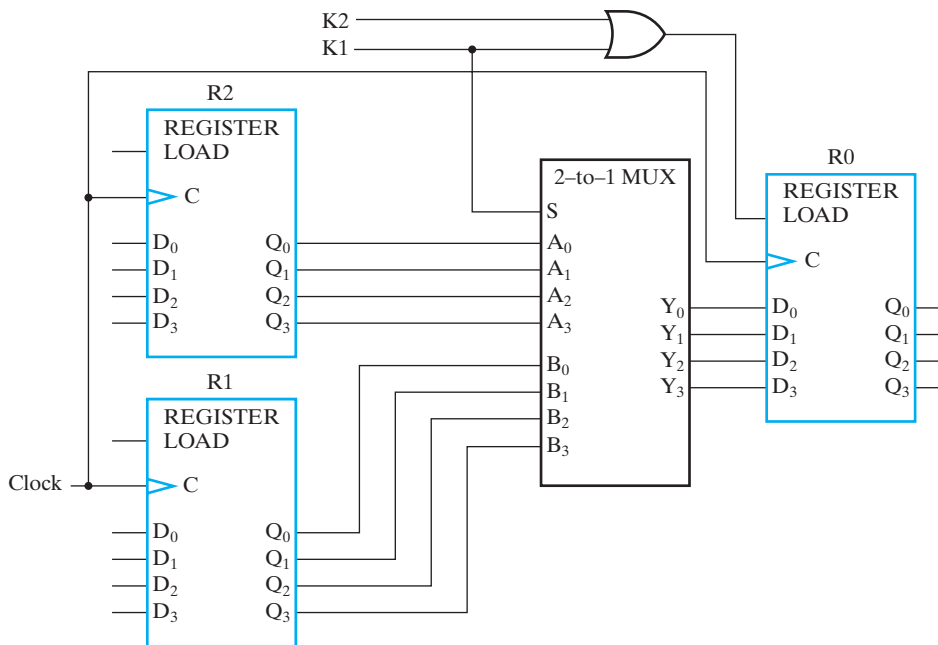 K2
K1
R2
REGISTER
LOAD
C
D₀ Q₀
D₁ Q₁
D₂ Q₂
D₃ Q₃
R1
REGISTER
LOAD
Clock
C
D₀ Q₀
D₁ Q₁
D₂ Q₂
D₃ Q₃
2–to–1 MUX
S
A₀
A₁
A₂
A₃
B₀
B₁
B₂
B₃
Y₀
Y₁
Y₂
Y₃
R0
REGISTER
LOAD
C
D₀ Q₀
D₁ Q₁
D₂ Q₂
D₃ Q₃